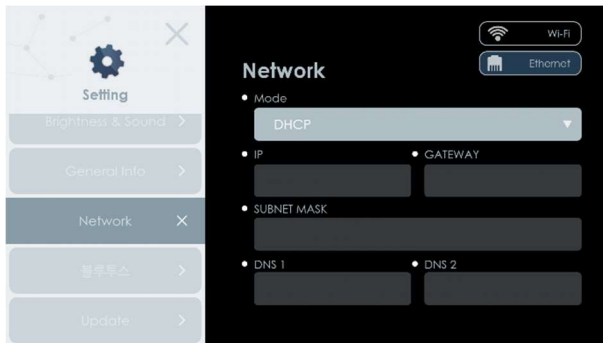 Setting
Brightness & Sound
General Info
Network
블루투스
Update
Wi-Fi
Ethernet
Network
Mode
DHCP
IP
GATEWAY
SUBNET MASK
DNS 1
DNS 2